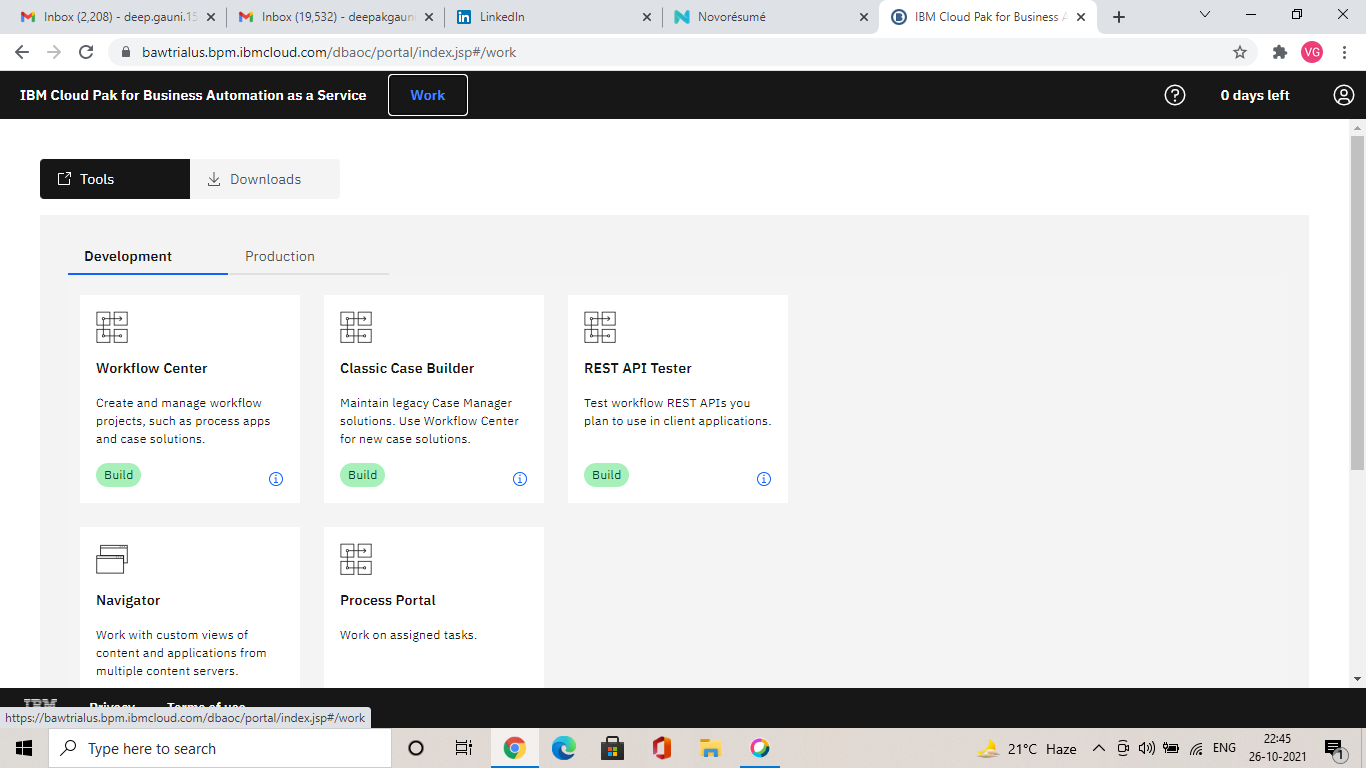 Inbox (2,208) - deep.gauni.15
Inbox (19,532) - deepakgauni
LinkedIn
Novorésumé
IBM Cloud Pak for Business A
bawtrialus.bpm.ibmcloud.com/dbaoc/portal/index.jsp#/work
VG
IBM Cloud Pak for Business Automation as a Service
Work
0 days left
Tools
Downloads
Development
Production
Workflow Center
Create and manage workflow
projects, such as process apps
and case solutions.
Build
Classic Case Builder
Maintain legacy Case Manager
solutions. Use Workflow Center
for new case solutions.
Build
REST API Tester
Test workflow REST APIs you
plan to use in client applications.
Build
Navigator
Work with custom views of
content and applications from
multiple content servers.
Process Portal
Work on assigned tasks.
IBM
Privacy
Terms of use
https://bawtrialus.bpm.ibmcloud.com/dbaoc/portal/index.jsp#/work
Type here to search
21°C Haze
ENG
22:45
26-10-2021
1